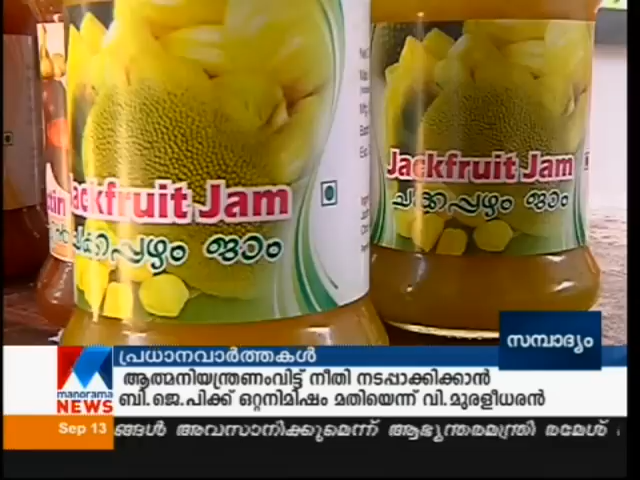 Jackfruit Jam
ചക്കപ്പഴം ജാം
Jackfruit Jam
ചക്കപ്പഴം ജാം
സമ്പാദ്യം
പ്രധാനവാർത്തകൾ
ആത്മനിയന്ത്രണംവിട്ട് നീതി നടപ്പാക്കിക്കാൻ
ബി.ജെ.പിക്ക് ഒറ്റനിമിഷം മതിയെന്ന് വി.മുരളീധരൻ
manorama
NEWS
Sep 13
ങ്ങൾ അവസാനിക്കുമെന്ന് ആഭ്യന്തരമന്ത്രി രമേശ്